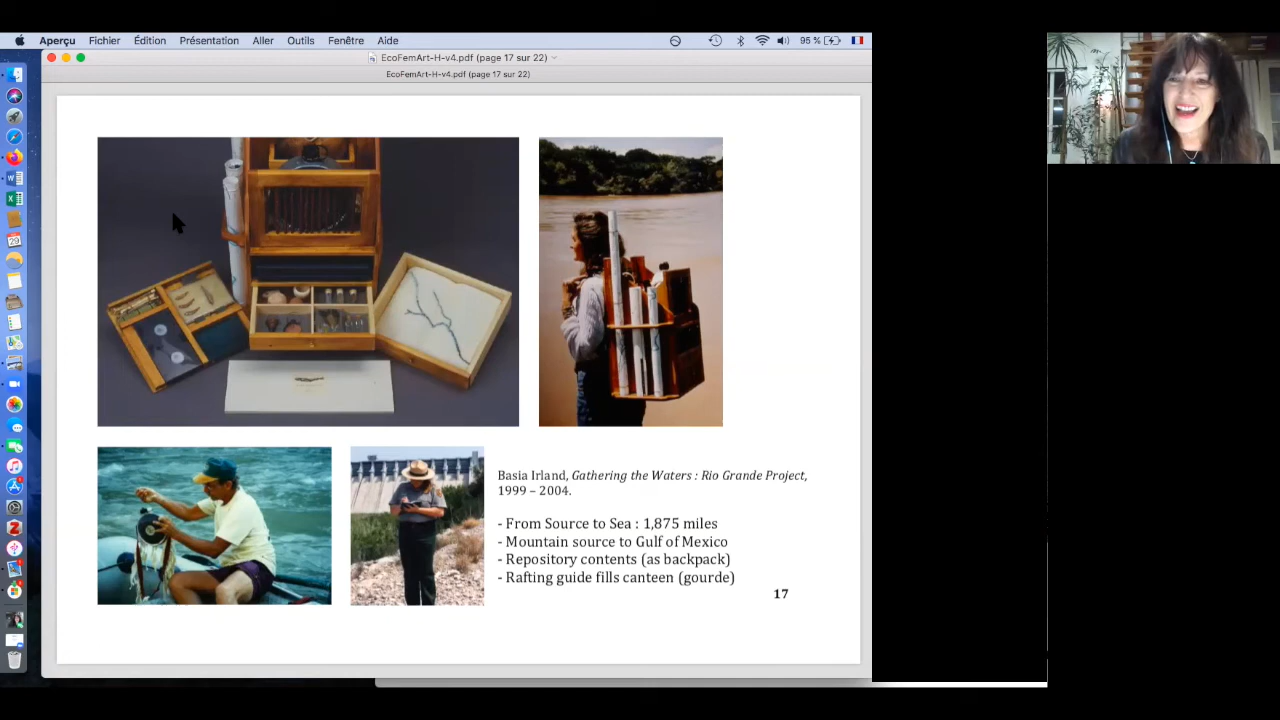 Aperçu Fichier Édition Présentation Aller Outils Fenêtre Aide 95 %
EcoFemArt-H-v4.pdf (page 17 sur 22)
EcoFemArt-H-v4.pdf (page 17 sur 22)
Basia Irland, Gathering the Waters : Rio Grande Project,
1999 – 2004.
- From Source to Sea : 1,875 miles
- Mountain source to Gulf of Mexico
- Repository contents (as backpack)
- Rafting guide fills canteen (gourde)
17